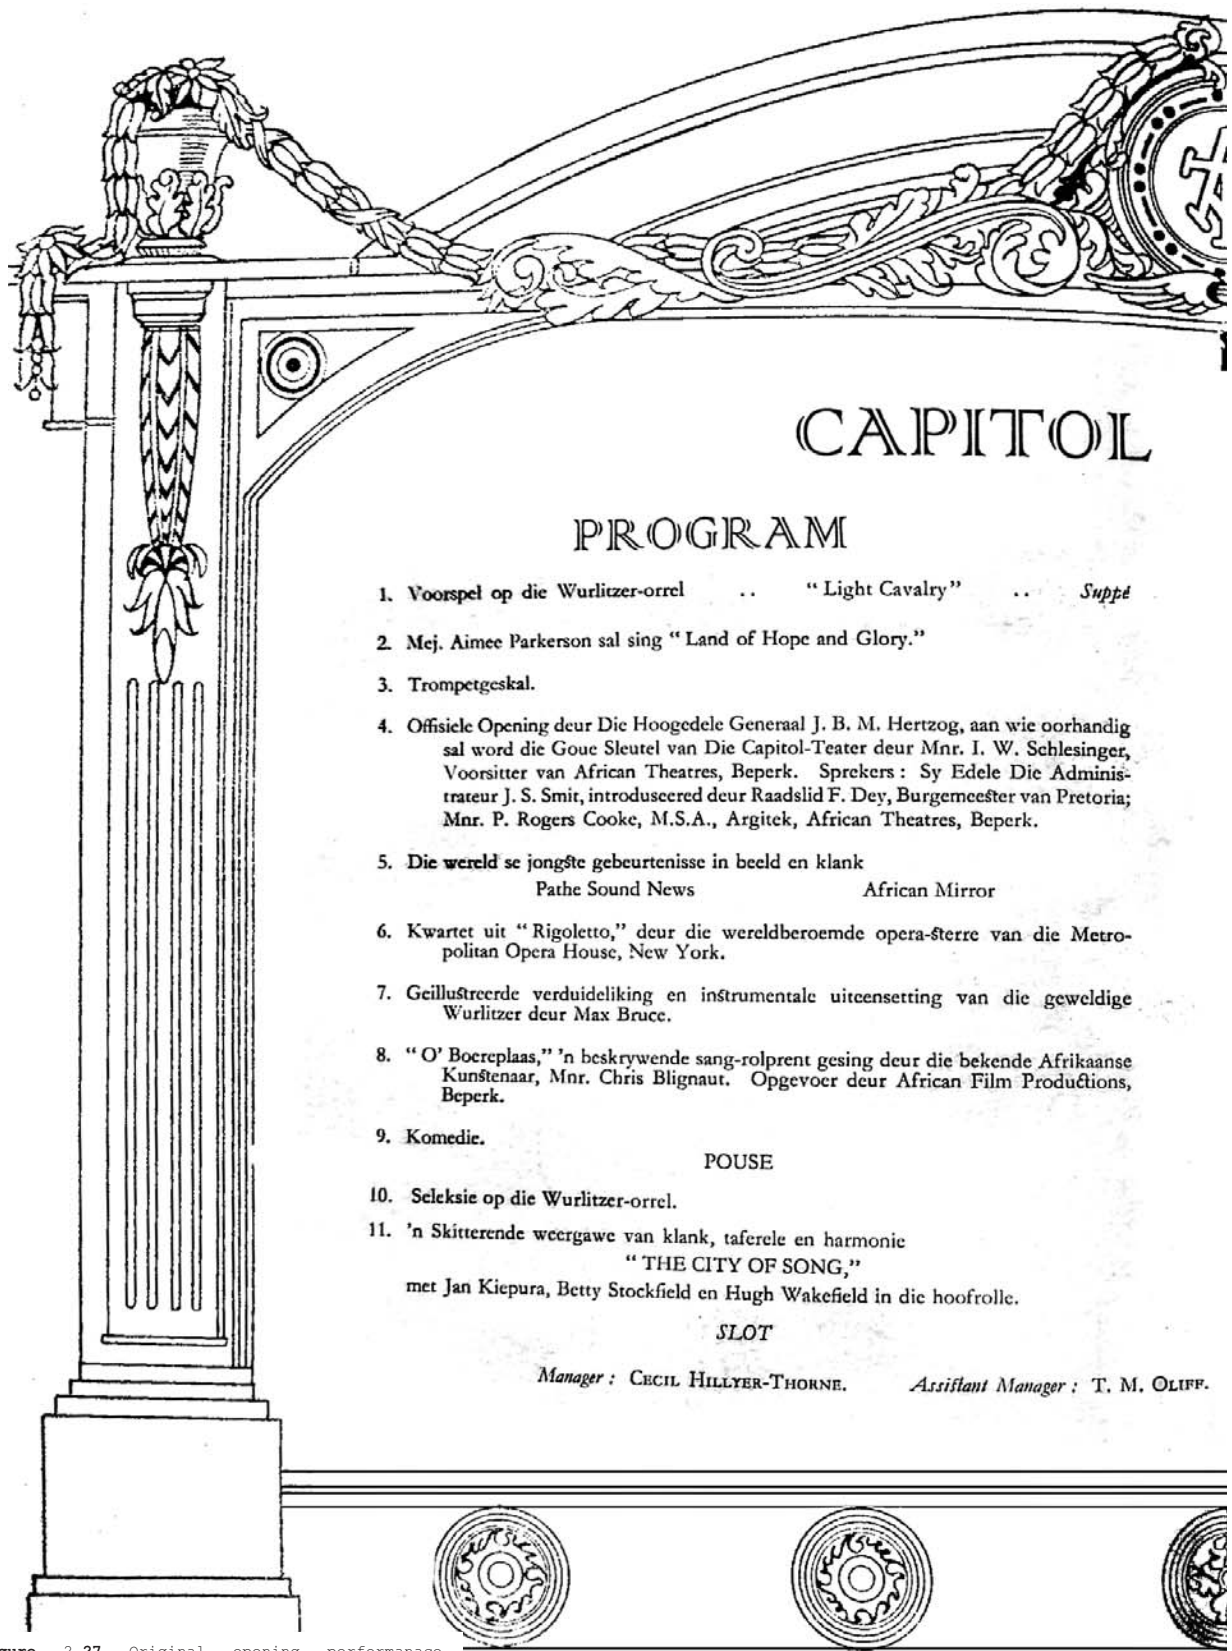 CAPITOL
PROGRAM
1. Voorspel op die Wurlitzer-orrel .. “Light Cavalry” .. Suppé
2. Mej. Aimee Parkerson sal sing “Land of Hope and Glory.”
3. Trompetgeskal.
4. Offisiele Opening deur Die Hoogedele Generaal J. B. M. Hertzog, aan wie oorhandig
sal word die Goue Sleutel van Die Capitol-Teater deur Mnr. I. W. Schlesinger,
Voorsitter van African Theatres, Beperk. Sprekers : Sy Edele Die Adminis-
trateur J. S. Smit, introduseered deur Raadslid F. Dey, Burgemeester van Pretoria;
Mnr. P. Rogers Cooke, M.S.A., Argitek, African Theatres, Beperk.
5. Die wereld se jongste gebeurtenisse in beeld en klank
Pathe Sound News African Mirror
6. Kwartet uit “Rigoletto,” deur die wereldberoemde opera-sterre van die Metro-
politan Opera House, New York.
7. Geillustreerde verduideliking en instrumentale uiteensetting van die geweldige
Wurlitzer deur Max Bruce.
8. “O' Boereplaas,” 'n beskrywende sang-rolprent gesing deur die bekende Afrikaanse
Kunstenaar, Mnr. Chris Blignaut. Opgevoer deur African Film Productions,
Beperk.
9. Komedie.
POUSE
10. Seleksie op die Wurlitzer-orrel.
11. 'n Skitterende weergawe van klank, taferele en harmonie
“THE CITY OF SONG,”
met Jan Kiepura, Betty Stockfield en Hugh Wakefield in die hoofrolle.
SLOT
Manager : CECIL HILLYER-THORNE. Assistant Manager : T. M. OLIFF.
2.37 Original opening performanace